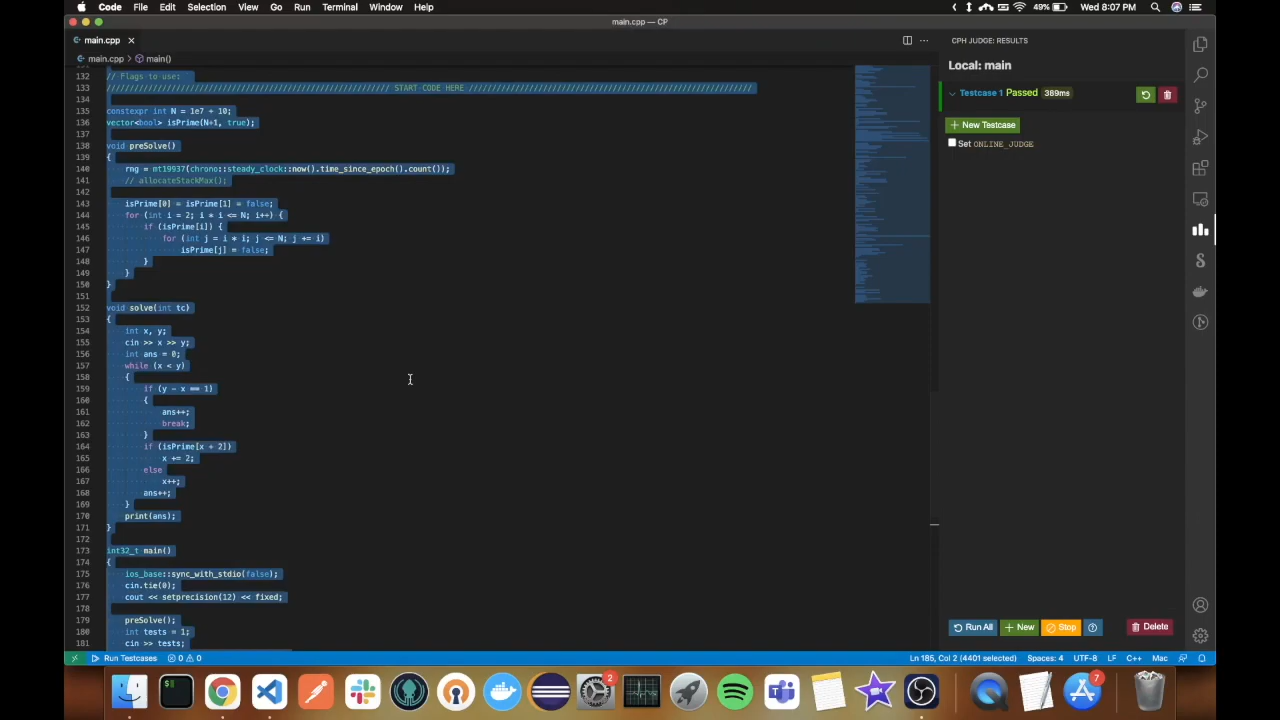 Code File Edit Selection View Go Run Terminal Window Help 49% Wed 8:07 PM
main.cpp — CP
main.cpp
main.cpp › main()
CPH JUDGE: RESULTS
Local: main
Testcase 1 Passed 389ms
+ New Testcase
Set ONLINE_JUDGE
132 // Flags to use:
133 //////////////////////////////////////////////////////////////// START CODE HERE ////////////////////////////////////////////////////////////////
134
135 constexpr int N = 1e7 + 10;
136 vector<bool> isPrime(N+1, true);
137
138 void preSolve()
139 {
140 rng = mt19937(chrono::steady_clock::now().time_since_epoch().count());
141 // allocateStackMax();
142
143 isPrime[0] = isPrime[1] = false;
144 for (int i = 2; i * i <= N; i++) {
145 if (isPrime[i]) {
146 for (int j = i * i; j <= N; j += i)
147 isPrime[j] = false;
148 }
149 }
150 }
151
152 void solve(int tc)
153 {
154 int x, y;
155 cin >> x >> y;
156 int ans = 0;
157 while (x < y)
158 {
159 if (y - x == 1)
160 {
161 ans++;
162 break;
163 }
164 if (isPrime[x + 2])
165 x += 2;
166 else
167 x++;
168 ans++;
169 }
170 print(ans);
171 }
172
173 int32_t main()
174 {
175 ios_base::sync_with_stdio(false);
176 cin.tie(0);
177 cout << setprecision(12) << fixed;
178
179 preSolve();
180 int tests = 1;
181 cin >> tests;
Run All + New Stop Delete
Run Testcases 0 0 Ln 185, Col 2 (4401 selected) Spaces: 4 UTF-8 LF C++ Mac
2
7